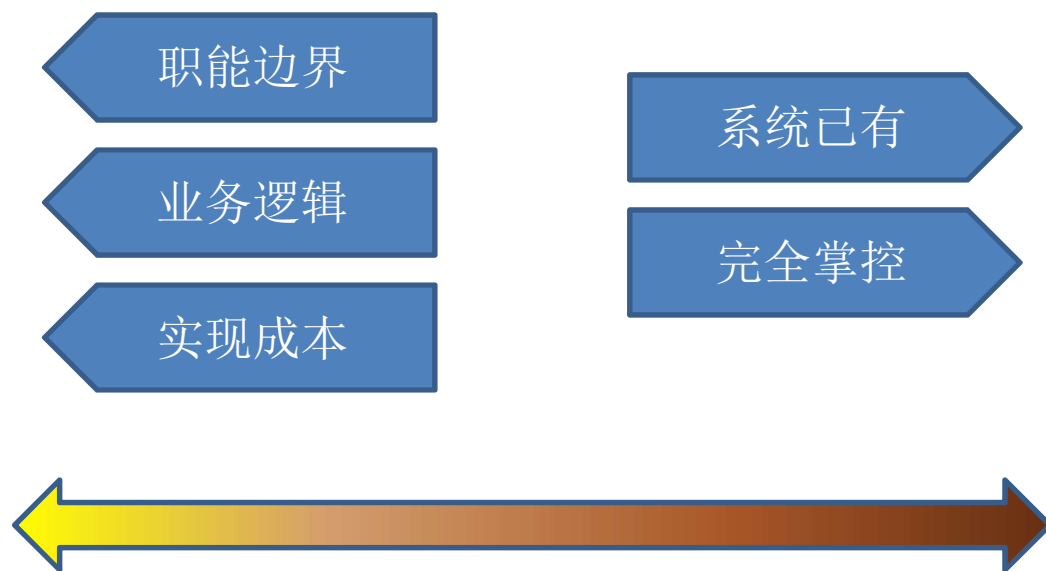 职能边界
业务逻辑
实现成本
系统已有
完全掌控